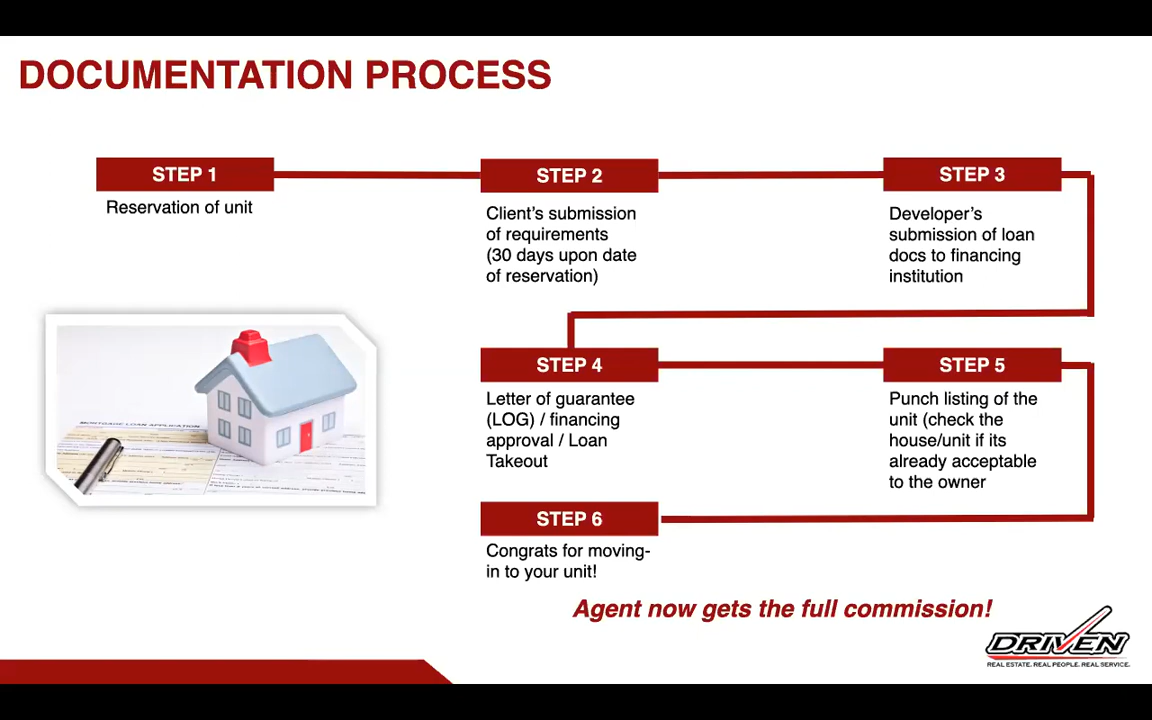 DOCUMENTATION PROCESS
STEP 1
Reservation of unit
STEP 2
Client's submission
of requirements
(30 days upon date
of reservation)
STEP 3
Developer's
submission of loan
docs to financing
institution
MORTGAGE LOAN APPLICATION
STEP 4
Letter of guarantee
(LOG) / financing
approval / Loan
Takeout
STEP 5
Punch listing of the
unit (check the
house/unit if its
already acceptable
to the owner
STEP 6
Congrats for moving-
in to your unit!
Agent now gets the full commission!
DRIVEN
REAL ESTATE. REAL PEOPLE. REAL SERVICE.